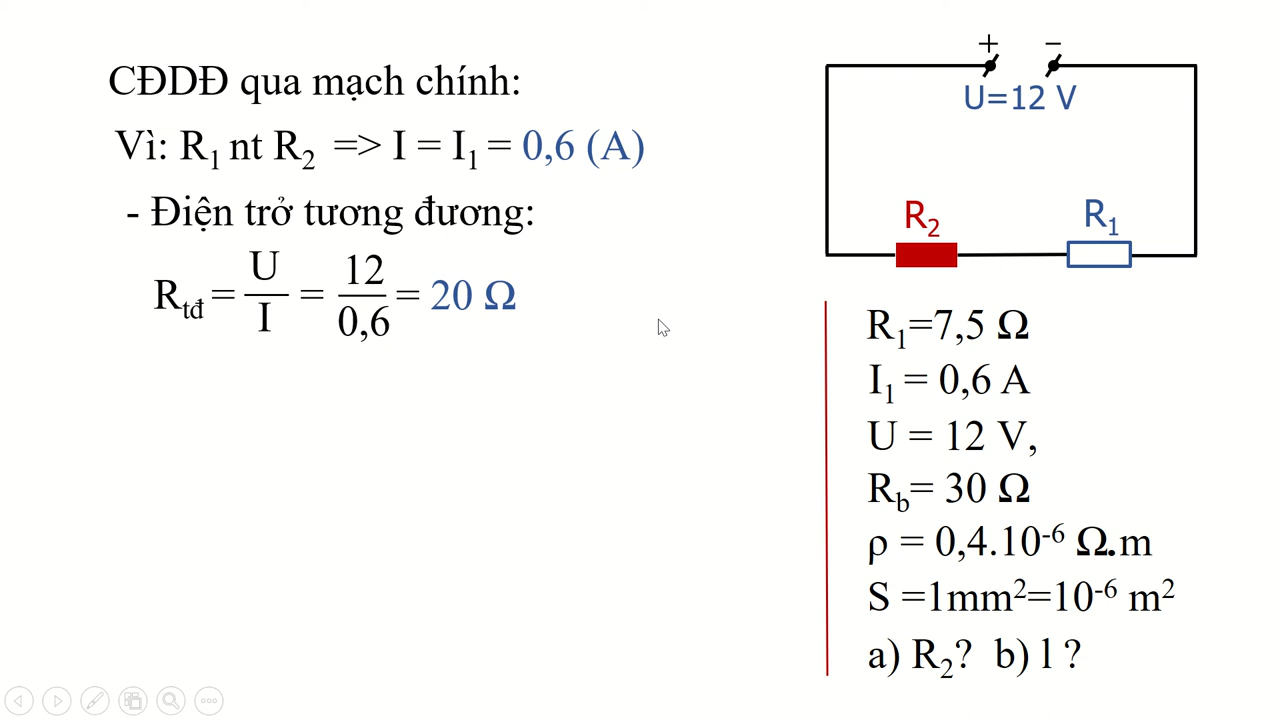 CĐDĐ qua mạch chính:
Vì: R₁ nt R₂ => I = I₁ = 0,6 (A)
- Điện trở tương đương:
Rtđ = U/I = 12/0,6 = 20 Ω
+ −
U=12 V
R₂ R₁
R₁=7,5 Ω
I₁ = 0,6 A
U = 12 V,
Rb= 30 Ω
ρ = 0,4.10⁻⁶ Ω.m
S =1mm²=10⁻⁶ m²
a) R₂? b) l ?